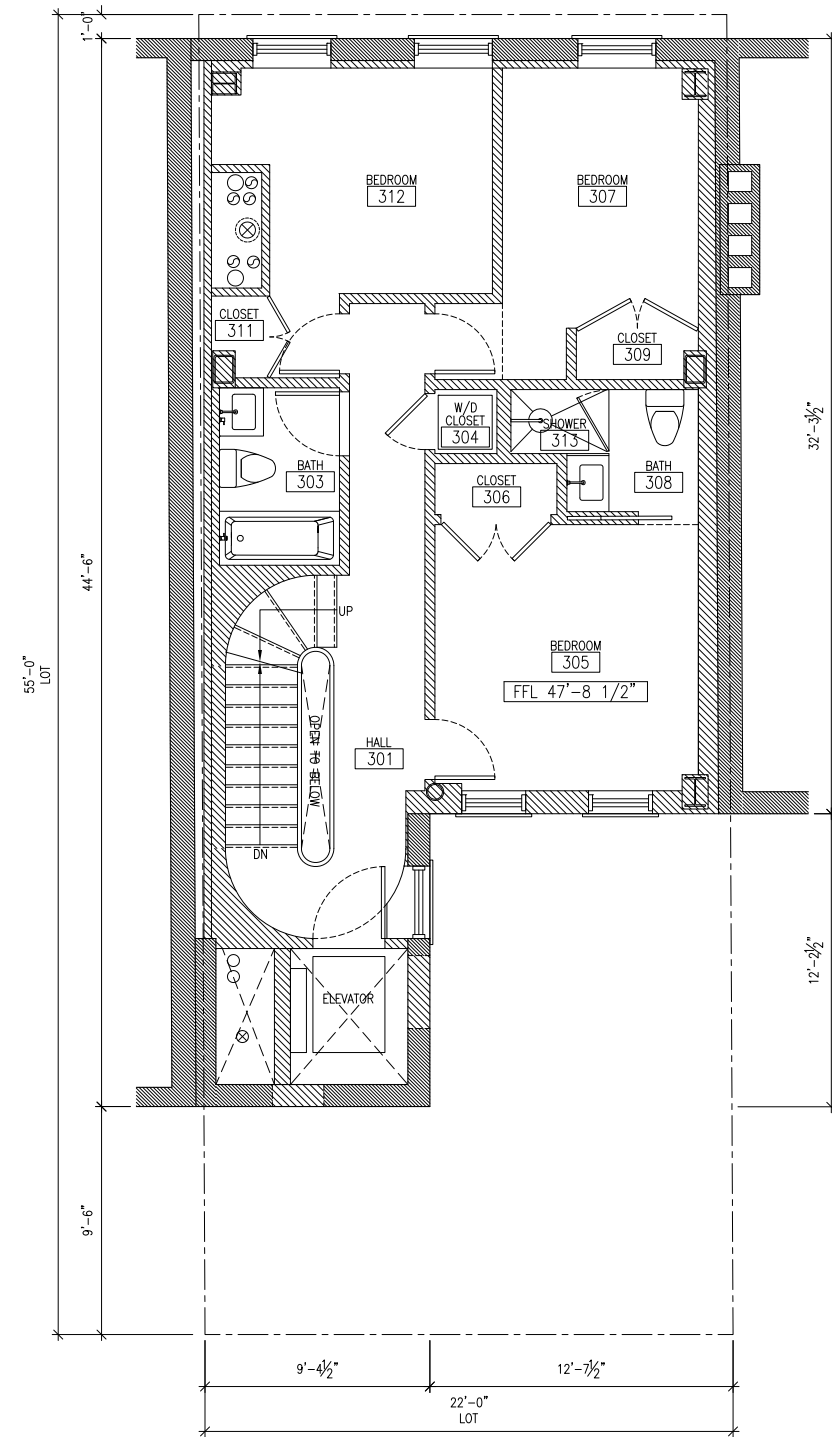 1'-0"
BEDROOM
312
BEDROOM
307
CLOSET
311
CLOSET
309
W/D
CLOSET
304
SHOWER
313
BATH
303
CLOSET
306
BATH
308
32'-3½"
44'-6"
55'-0"
LOT
UP
BEDROOM
305
FFL 47'-8 1/2"
OPEN TO BELOW
HALL
301
DN
ELEVATOR
12'-2½"
9'-6"
9'-4½"
12'-7½"
22'-0"
LOT